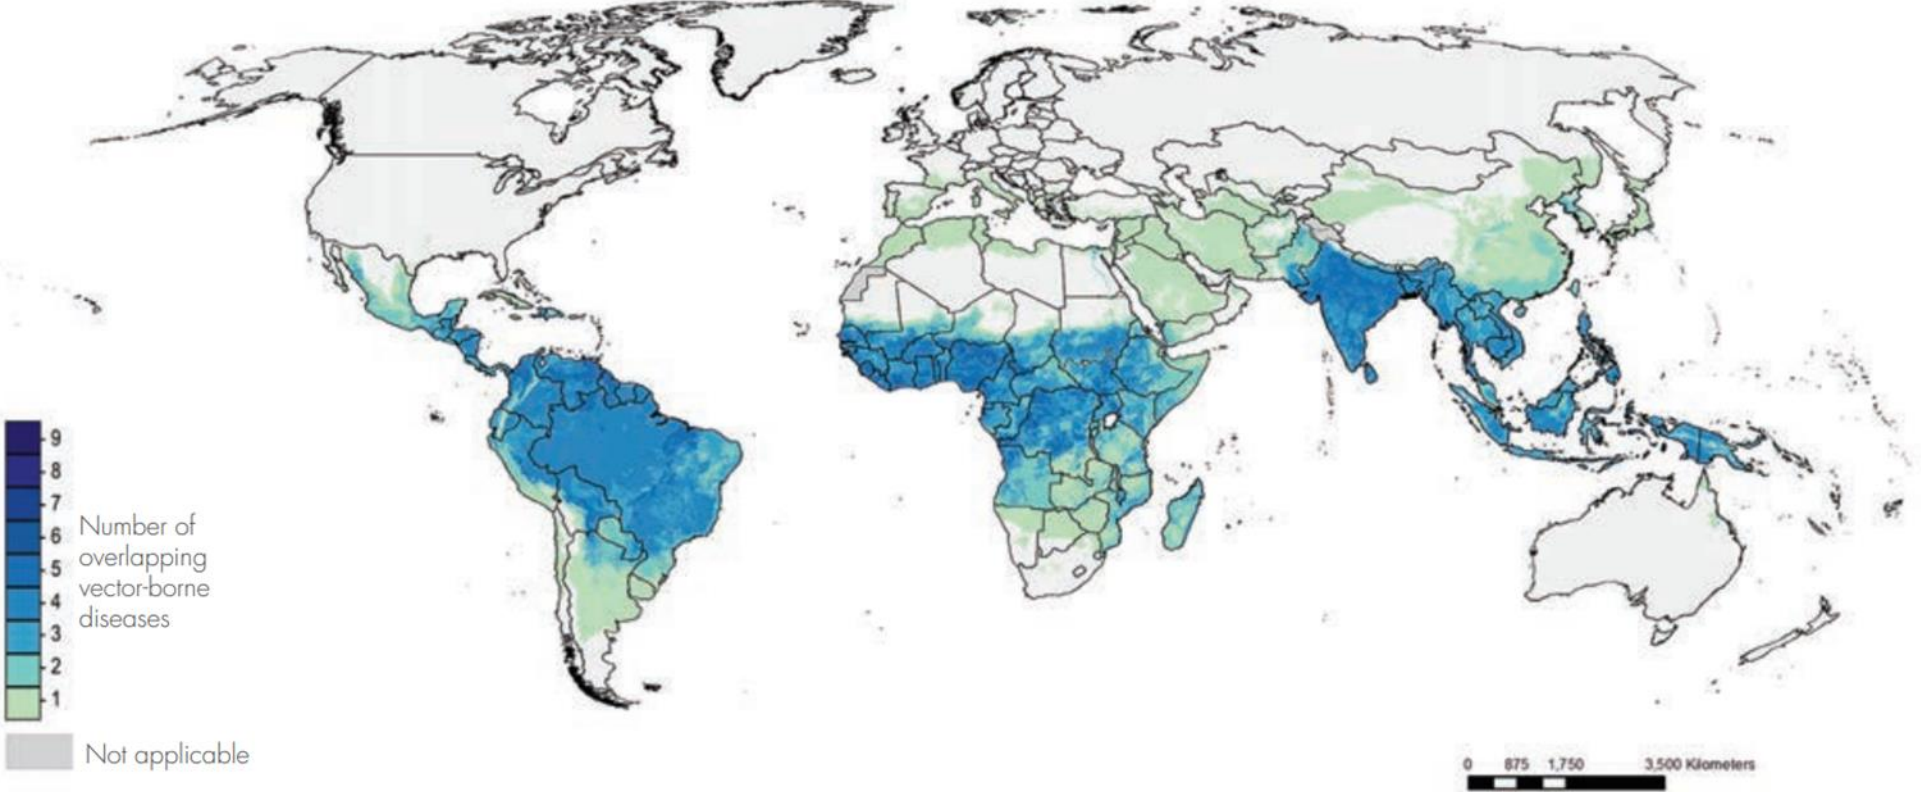 9
8
7
6
5
4
3
2
1
Number of
overlapping
vector-borne
diseases
Not applicable
0 875 1,750 3,500 Kilometers